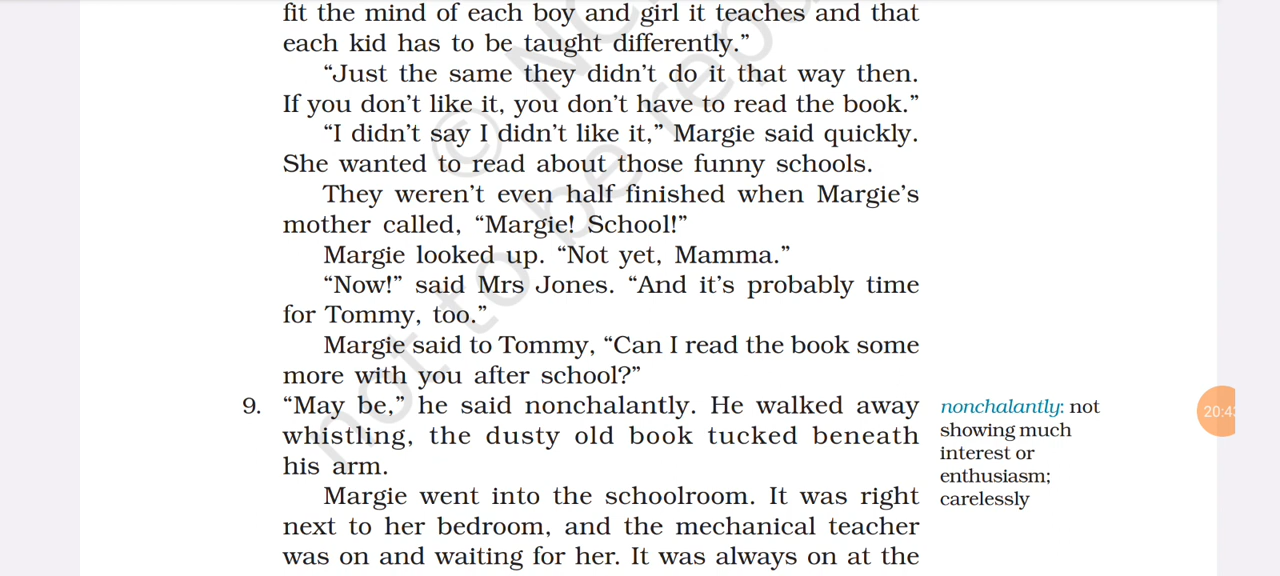 fit the mind of each boy and girl it teaches and that
each kid has to be taught differently.”
“Just the same they didn’t do it that way then.
If you don’t like it, you don’t have to read the book.”
“I didn’t say I didn’t like it,” Margie said quickly.
She wanted to read about those funny schools.
They weren’t even half finished when Margie’s
mother called, “Margie! School!”
Margie looked up. “Not yet, Mamma.”
“Now!” said Mrs Jones. “And it’s probably time
for Tommy, too.”
Margie said to Tommy, “Can I read the book some
more with you after school?”
9. “May be,” he said nonchalantly. He walked away
whistling, the dusty old book tucked beneath
his arm.
Margie went into the schoolroom. It was right
next to her bedroom, and the mechanical teacher
was on and waiting for her. It was always on at the
nonchalantly: not
showing much
interest or
enthusiasm;
carelessly
not to be